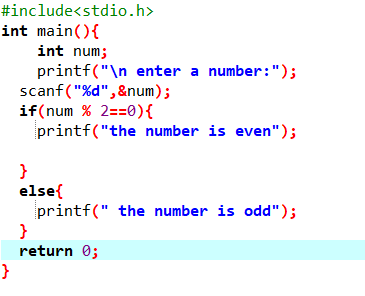 #include<stdio.h>
int main(){
    int num;
    printf("\n enter a number:");
  scanf("%d",&num);
  if(num % 2==0){
    printf("the number is even");

  }
  else{
    printf(" the number is odd");
  }
  return 0;
}